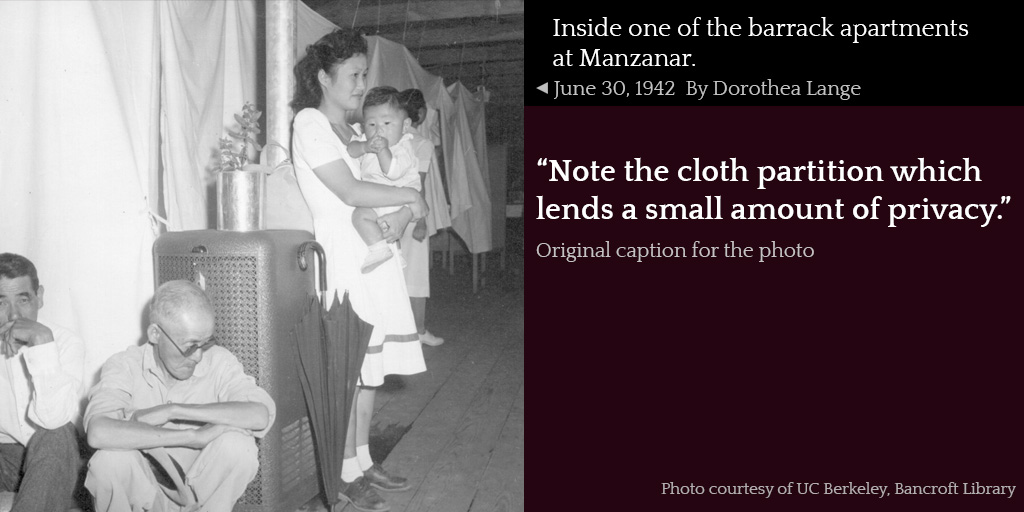 Inside one of the barrack apartments
at Manzanar.
◀ June 30, 1942 By Dorothea Lange
“Note the cloth partition which
lends a small amount of privacy.”
Original caption for the photo
Photo courtesy of UC Berkeley, Bancroft Library